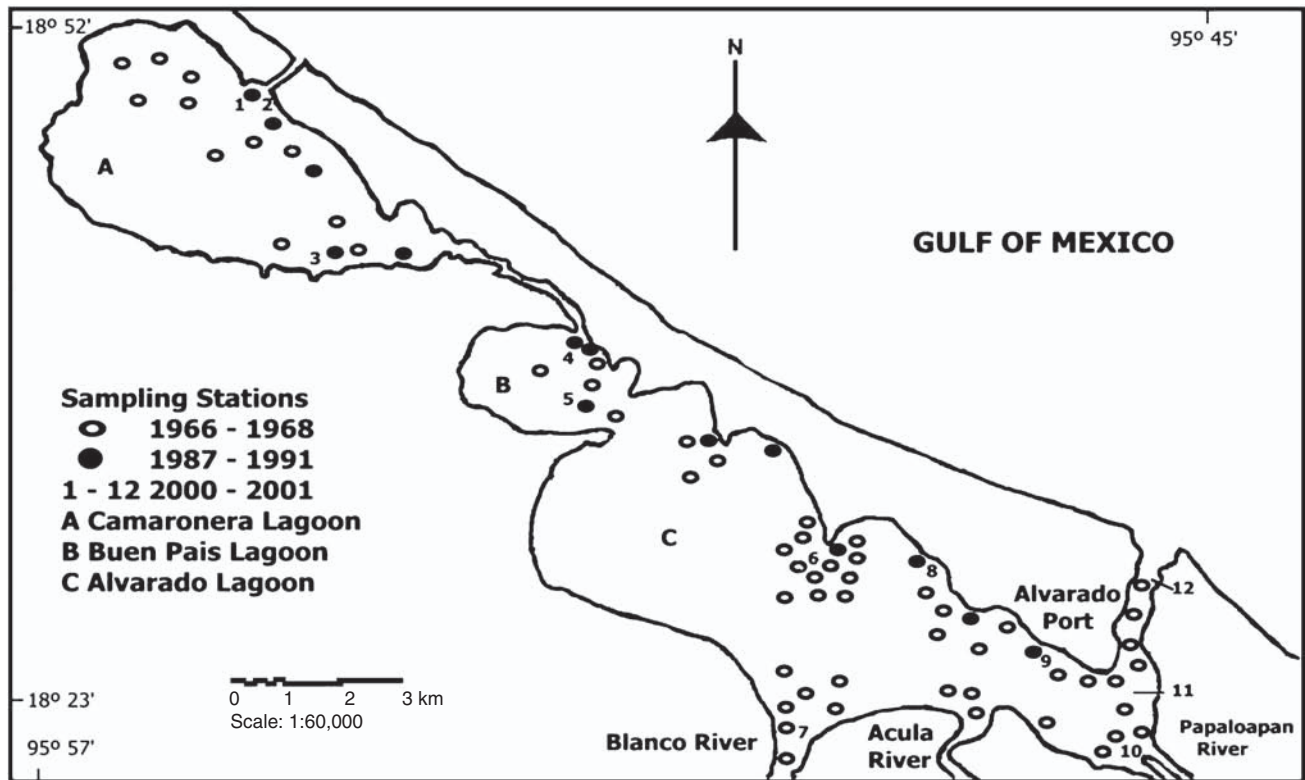 18º 52'
95º 45'
N
1 2
A
GULF OF MEXICO
3
4
B
5
Sampling Stations
1966 - 1968
1987 - 1991
1 - 12 2000 - 2001
A Camaronera Lagoon
B Buen Pais Lagoon
C Alvarado Lagoon
C
6
8
Alvarado
Port
12
9
11
0 1 2 3 km
Scale: 1:60,000
18º 23'
95º 57'
7
Blanco River
Acula
River
10
Papaloapan
River